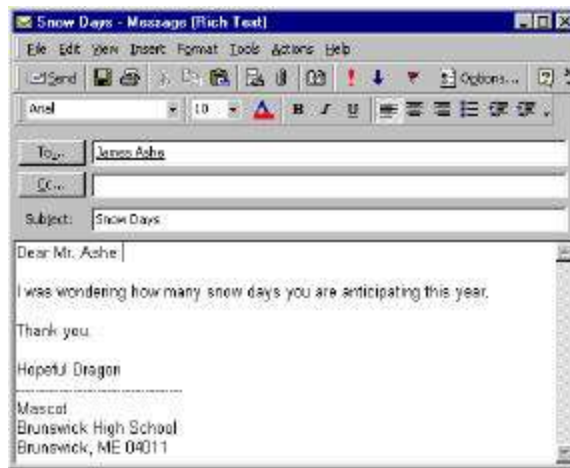 Snow Days - Message (Rich Text)
File Edit View Insert Format Tools Actions Help
Send Options...
Arial 10 B I U
To... James Ashe
Cc...
Subject: Snow Days
Dear Mr. Ashe
I was wondering how many snow days you are anticipating this year.
Thank you.
Hopeful Dragon
Mascot
Brunswick High School
Brunswick, ME 04011